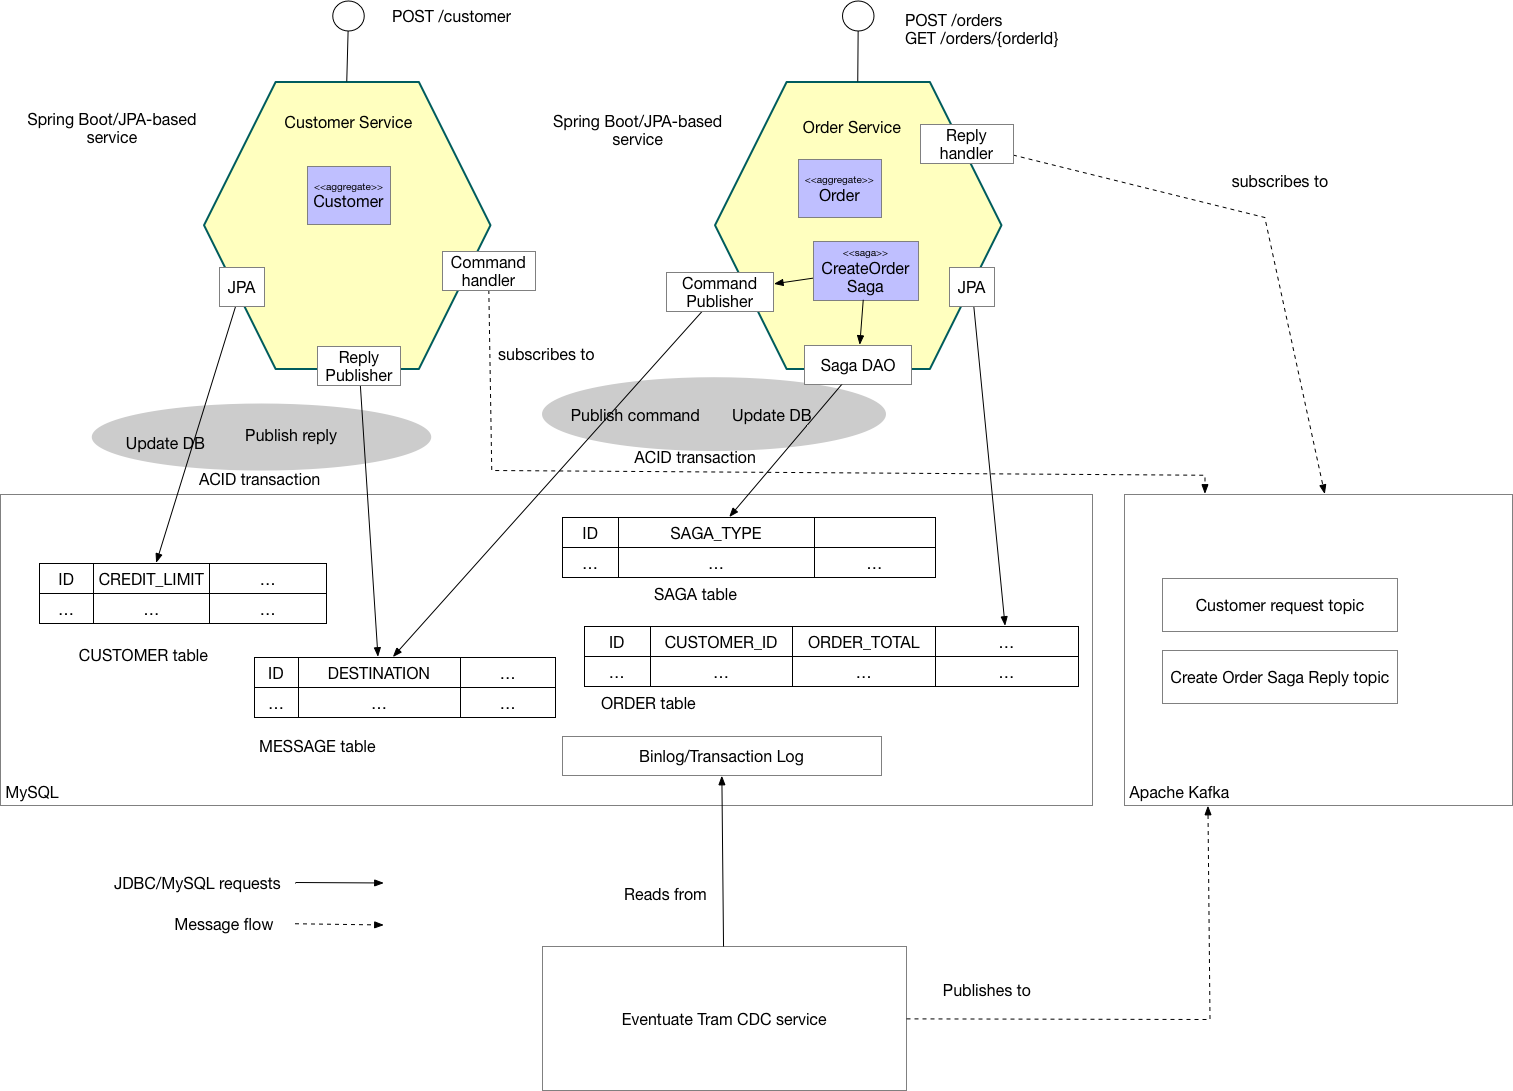 POST /customer
POST /orders
GET /orders/{orderId}
Spring Boot/JPA-based
service
Customer Service
<<aggregate>>
Customer
JPA
Command
handler
Reply
Publisher
Spring Boot/JPA-based
service
Order Service
Reply
handler
<<aggregate>>
Order
<<saga>>
CreateOrder
Saga
Command
Publisher
JPA
Saga DAO
subscribes to
subscribes to
Update DB
Publish reply
ACID transaction
Publish command
Update DB
ACID transaction
ID
SAGA_TYPE
...
...
...
SAGA table
ID
CREDIT_LIMIT
...
...
...
...
CUSTOMER table
ID
CUSTOMER_ID
ORDER_TOTAL
...
...
...
...
...
ORDER table
ID
DESTINATION
...
...
...
...
MESSAGE table
Binlog/Transaction Log
MySQL
Customer request topic
Create Order Saga Reply topic
Apache Kafka
JDBC/MySQL requests
Message flow
Reads from
Eventuate Tram CDC service
Publishes to